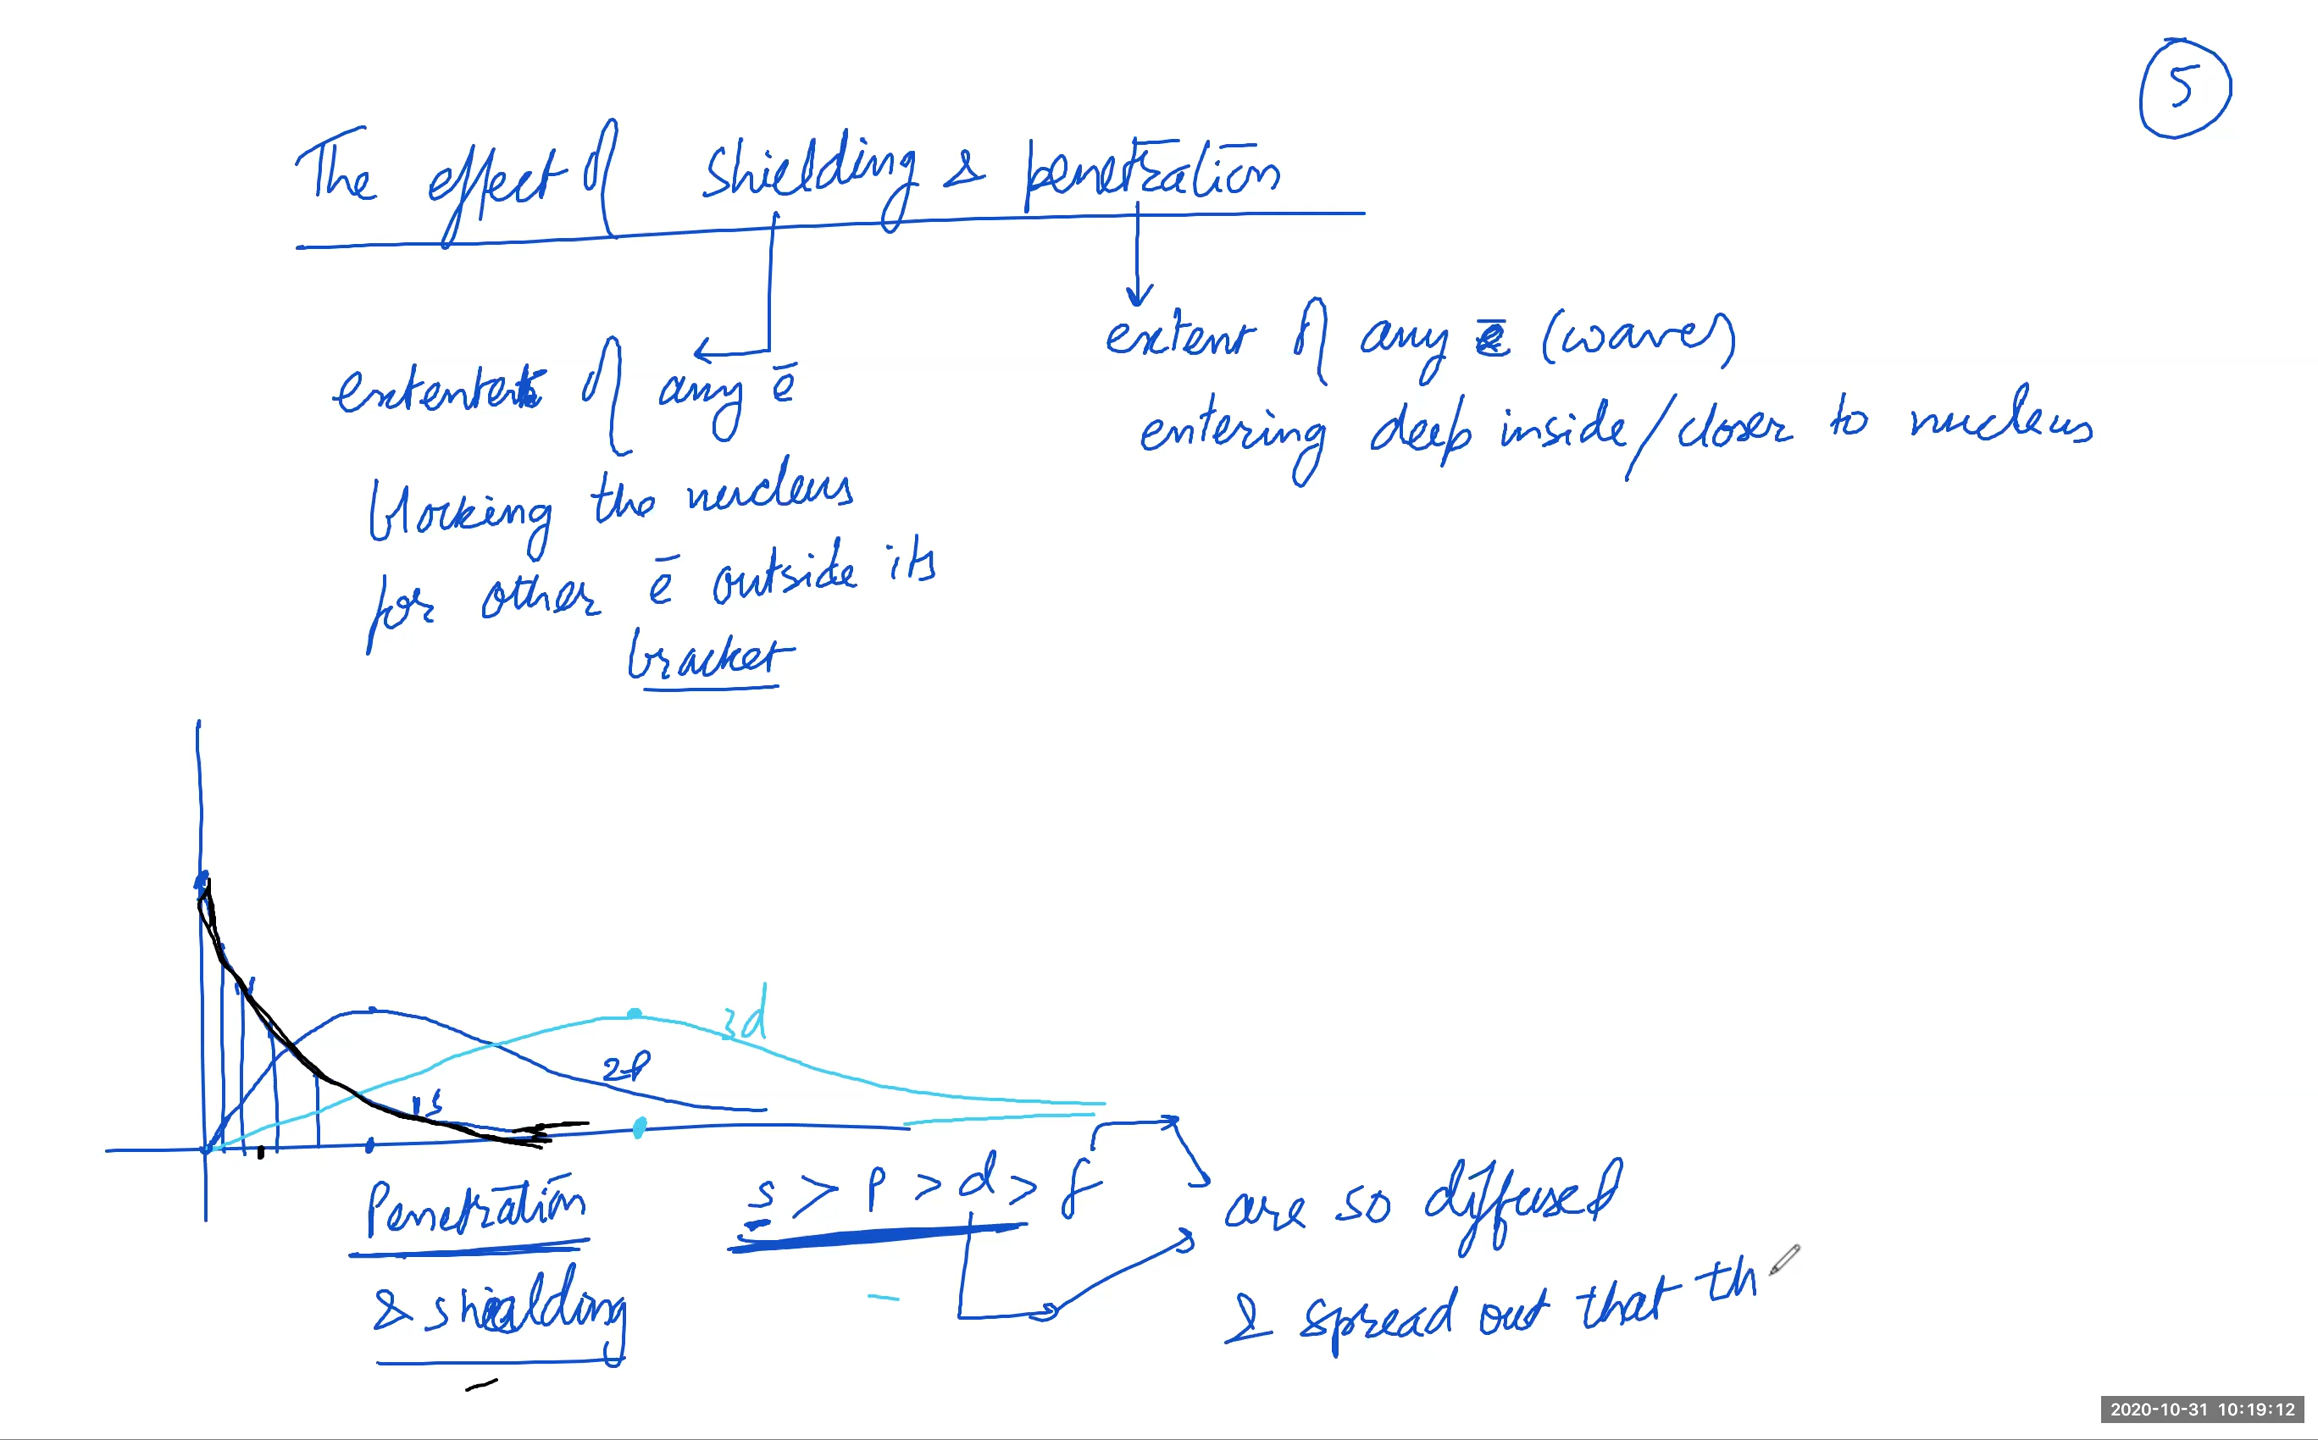 5
The effect of shielding & penetration
extent of any ē (waves)
entering deep inside/closer to nucleus
of any ē
blocking the nucleus
for other ē outside its
bracket
3d
2p
1s
Penetration s > p > d > f
& shielding
are so diffused
& spread out that th
2020-10-31 10:19:12